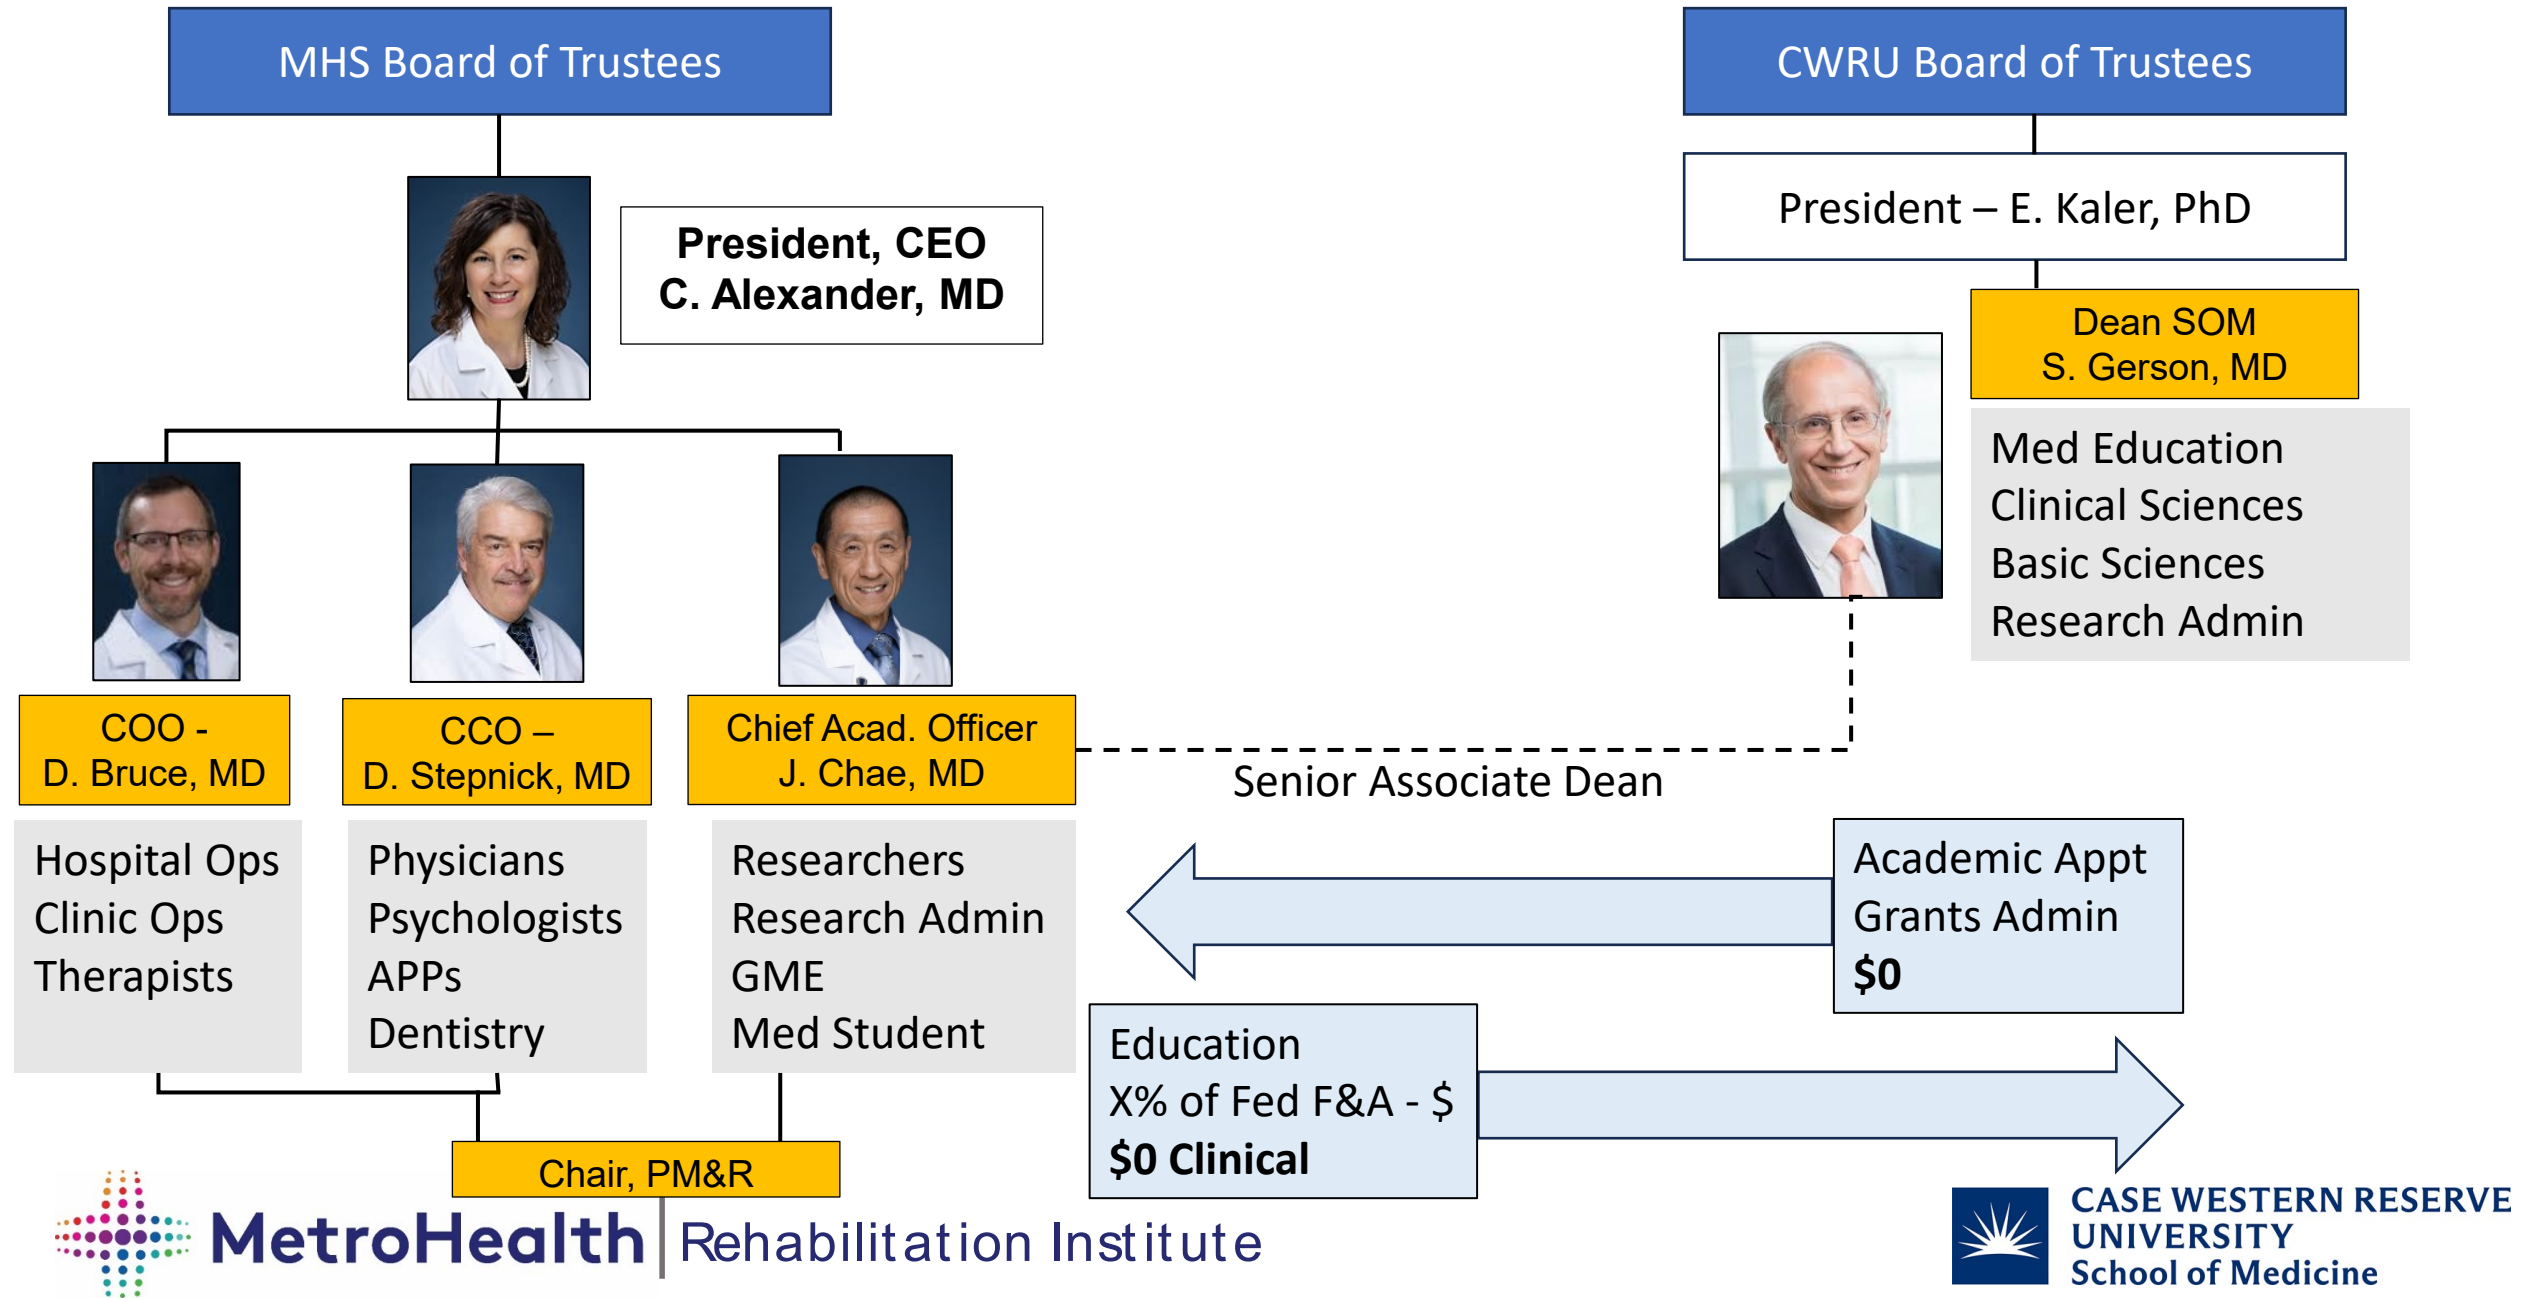 MHS Board of Trustees
CWRU Board of Trustees
President, CEO
C. Alexander, MD
President – E. Kaler, PhD
Dean SOM
S. Gerson, MD
Med Education
Clinical Sciences
Basic Sciences
Research Admin
COO -
D. Bruce, MD
CCO –
D. Stepnick, MD
Chief Acad. Officer
J. Chae, MD
Senior Associate Dean
Hospital Ops
Clinic Ops
Therapists
Physicians
Psychologists
APPs
Dentistry
Researchers
Research Admin
GME
Med Student
Academic Appt
Grants Admin
$0
Education
X% of Fed F&A - $
$0 Clinical
Chair, PM&R
MetroHealth Rehabilitation Institute
CASE WESTERN RESERVE
UNIVERSITY
School of Medicine